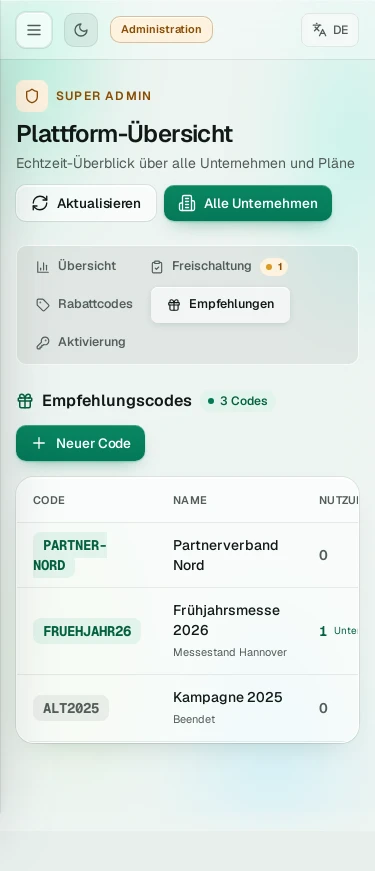 Administration
DE
SUPER ADMIN
Plattform-Übersicht
Echtzeit-Überblick über alle Unternehmen und Pläne
Aktualisieren
Alle Unternehmen
Übersicht
Freischaltung 1
Rabattcodes
Empfehlungen
Aktivierung
Empfehlungscodes 3 Codes
Neuer Code
CODE NAME
PARTNER-
NORD
Partnerverband
Nord
0
FRUEHJAHR26
Frühjahrsmesse
2026
Messestand Hannover
1
ALT2025
Kampagne 2025
Beendet
0